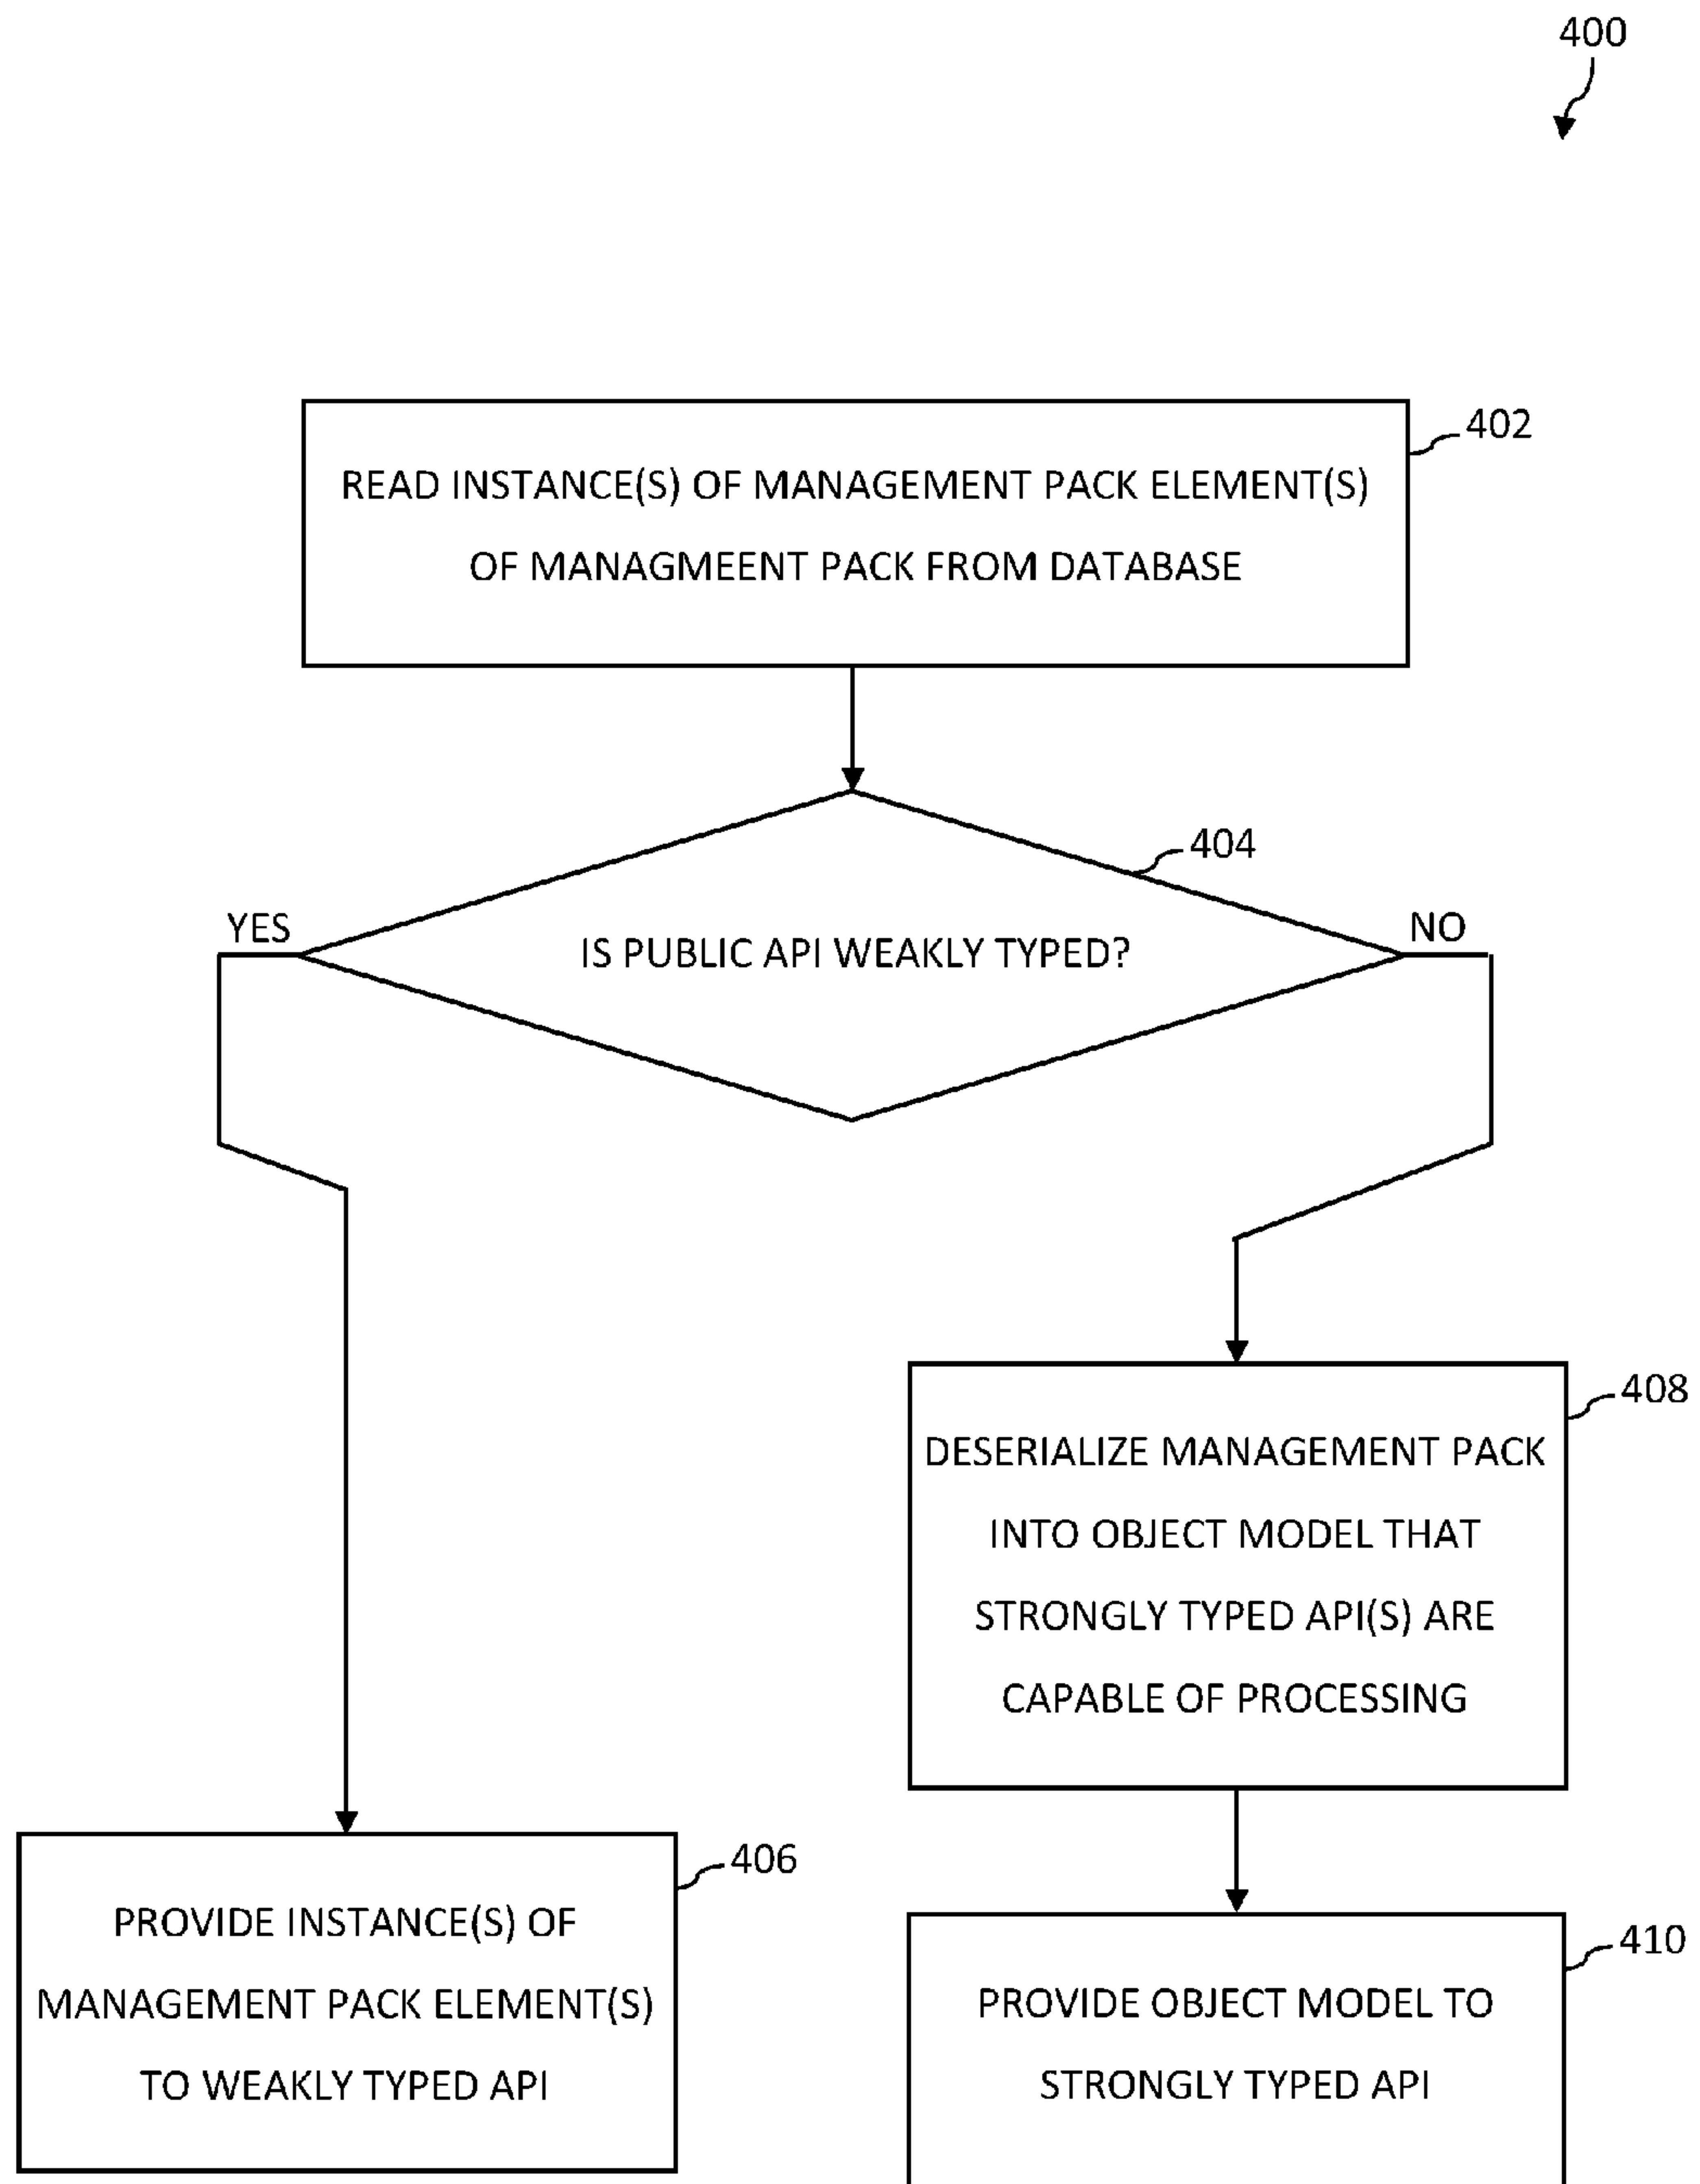 400
402
READ INSTANCE(S) OF MANAGEMENT PACK ELEMENT(S)
OF MANAGMEENT PACK FROM DATABASE
404
YES
IS PUBLIC API WEAKLY TYPED?
NO
408
DESERIALIZE MANAGEMENT PACK
INTO OBJECT MODEL THAT
STRONGLY TYPED API(S) ARE
CAPABLE OF PROCESSING
406
PROVIDE INSTANCE(S) OF
MANAGEMENT PACK ELEMENT(S)
TO WEAKLY TYPED API
410
PROVIDE OBJECT MODEL TO
STRONGLY TYPED API